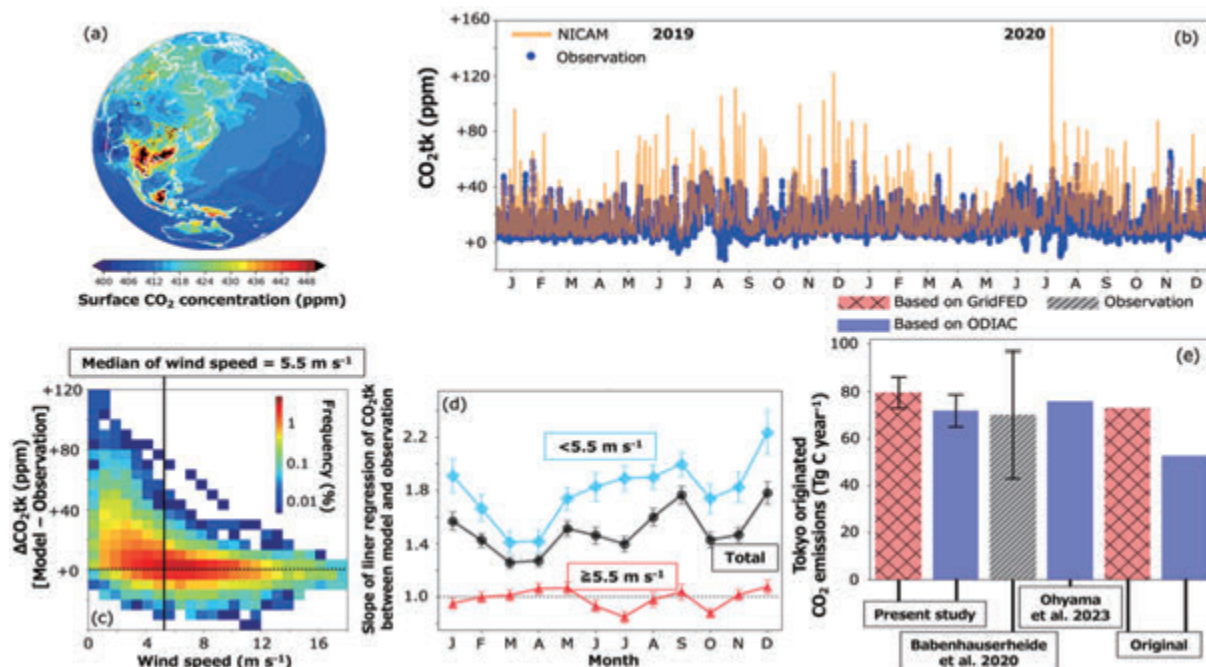 (a)
400 406 412 418 424 430 436 442 448
Surface CO₂ concentration (ppm)
NICAM
Observation
2019
2020
(b)
CO₂tk (ppm)
+160
+120
+80
+40
+0
J F M A M J J A S O N D J F M A M J J A S O N D
Median of wind speed = 5.5 m s⁻¹
ΔCO₂tk (ppm)
[Model – Observation]
+120
+80
+40
+0
Frequency (%)
1
0.1
0.01
(c)
0 4 8 12 16
Wind speed (m s⁻¹)
Slope of liner regression of CO₂tk
between model and observation
(d)
2.2
1.8
1.4
1.0
<5.5 m s⁻¹
Total
≧5.5 m s⁻¹
J F M A M J J A S O N D
Month
Based on GridFED
Observation
Based on ODIAC
(e)
Tokyo originated
CO₂ emissions (Tg C year⁻¹)
100
80
60
40
20
0
Present study
Babenhauserheide
et al. 2020
Ohyama
et al. 2023
Original